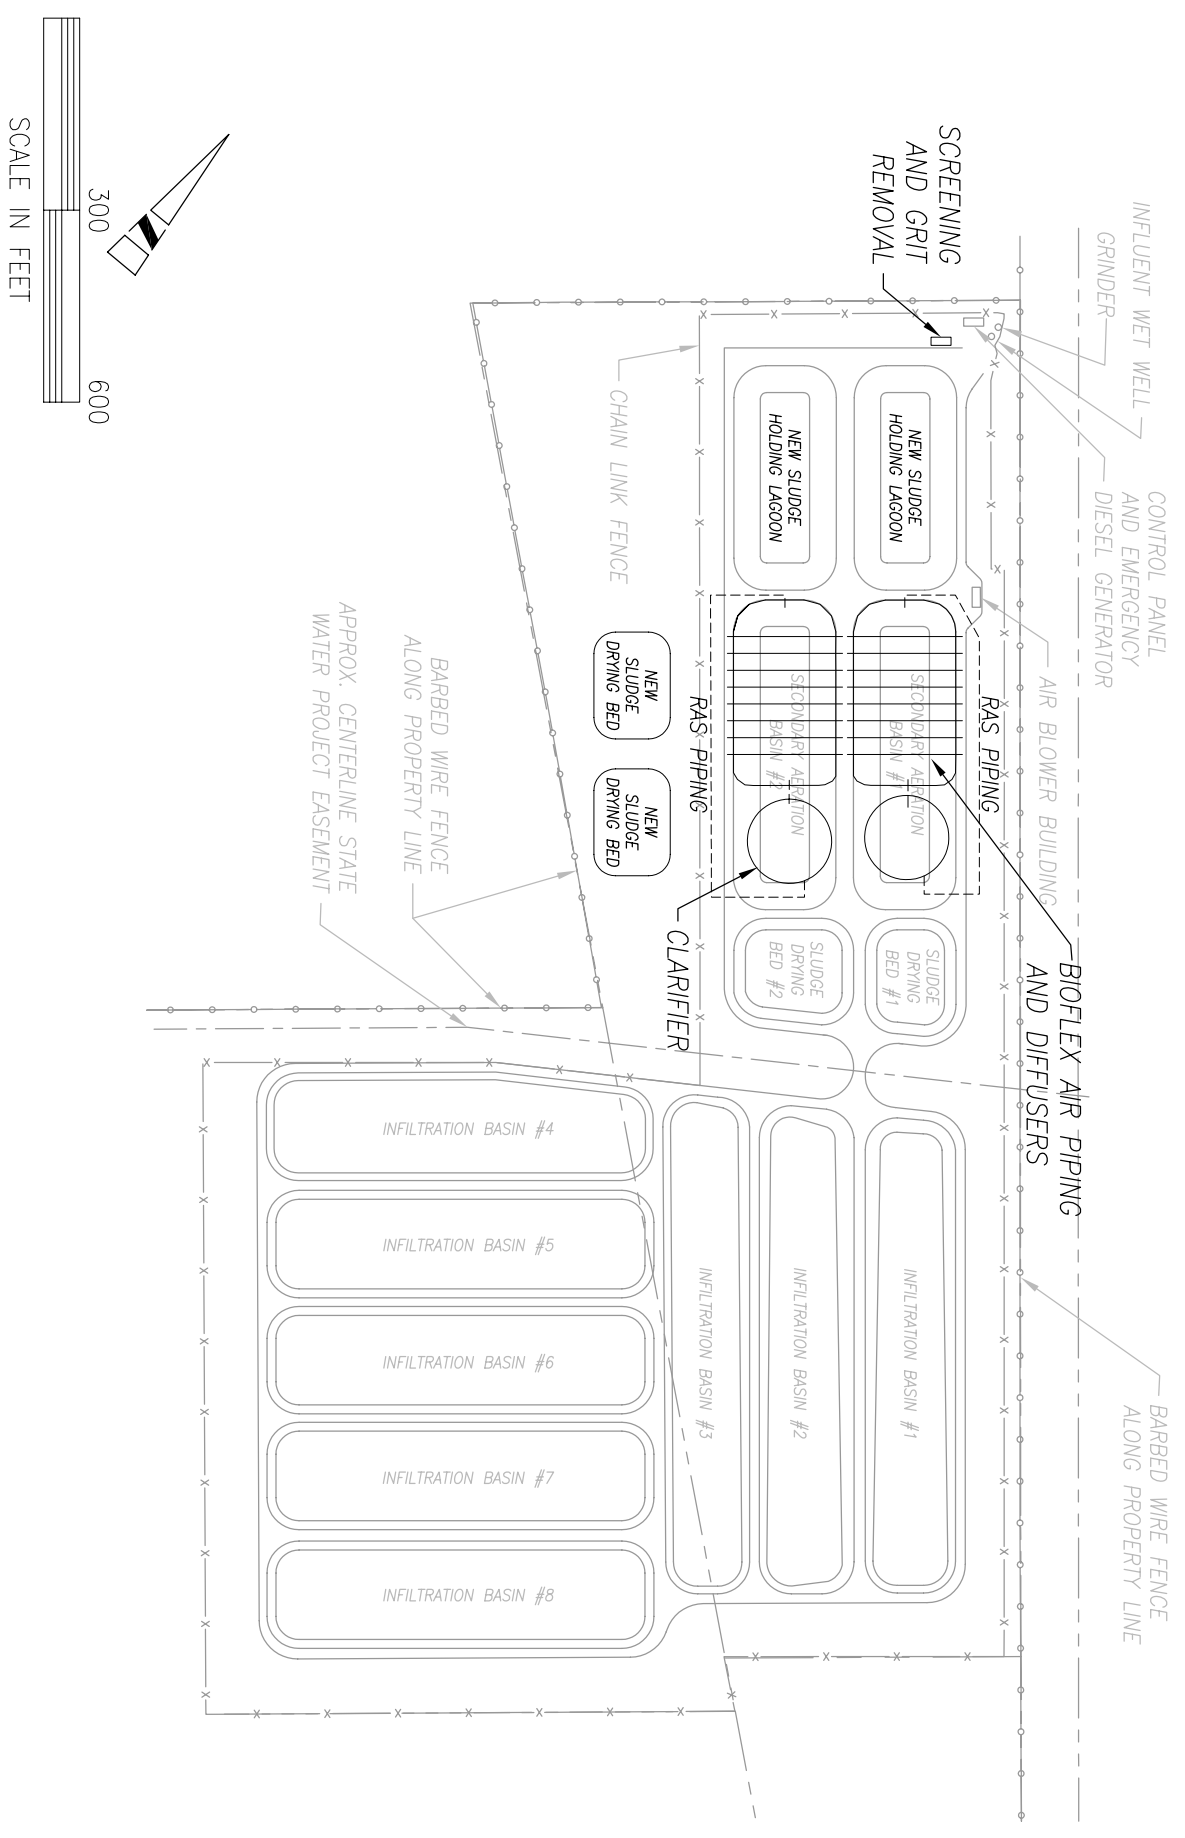 INFLUENT WET WELL
GRINDER
CONTROL PANEL
AND EMERGENCY
DIESEL GENERATOR
AIR BLOWER BUILDING
BIOFLEX AIR PIPING
AND DIFFUSERS
BARBED WIRE FENCE
ALONG PROPERTY LINE
SCREENING
AND GRIT
REMOVAL
NEW SLUDGE
HOLDING LAGOON
NEW SLUDGE
HOLDING LAGOON
RAS PIPING
SECONDARY AERATION
BASIN #1
SECONDARY AERATION
BASIN #2
RAS PIPING
SLUDGE
DRYING
BED #1
SLUDGE
DRYING
BED #2
CLARIFIER
CHAIN LINK FENCE
NEW
SLUDGE
DRYING BED
NEW
SLUDGE
DRYING BED
BARBED WIRE FENCE
ALONG PROPERTY LINE
APPROX. CENTERLINE STATE
WATER PROJECT EASEMENT
INFILTRATION BASIN #1
INFILTRATION BASIN #2
INFILTRATION BASIN #3
INFILTRATION BASIN #4
INFILTRATION BASIN #5
INFILTRATION BASIN #6
INFILTRATION BASIN #7
INFILTRATION BASIN #8
300
600
SCALE IN FEET